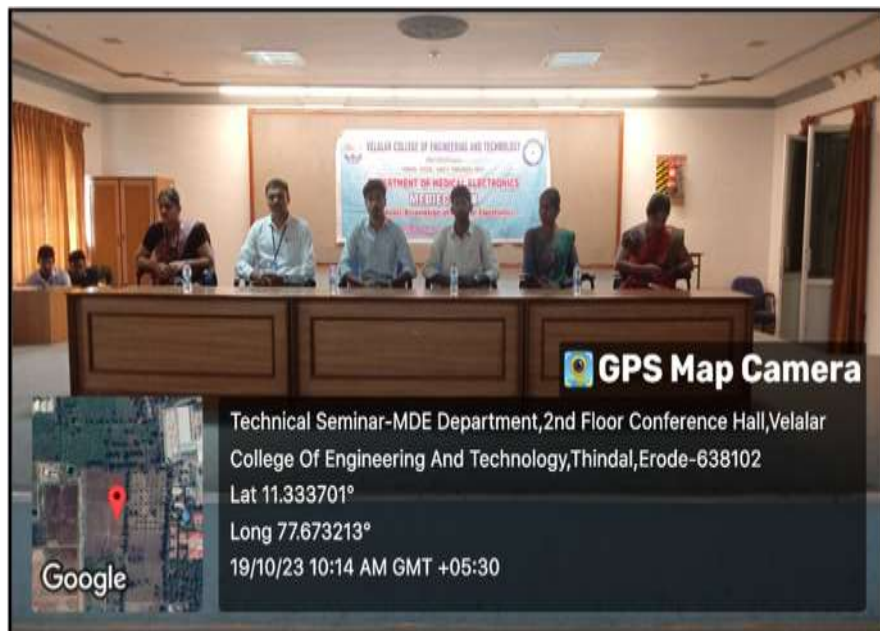 VELALAR COLLEGE OF ENGINEERING AND TECHNOLOGY
DEPARTMENT OF MEDICAL ELECTRONICS
GPS Map Camera
Technical Seminar-MDE Department,2nd Floor Conference Hall,Velalar
College Of Engineering And Technology,Thindal,Erode-638102
Lat 11.333701°
Long 77.673213°
19/10/23 10:14 AM GMT +05:30
Google